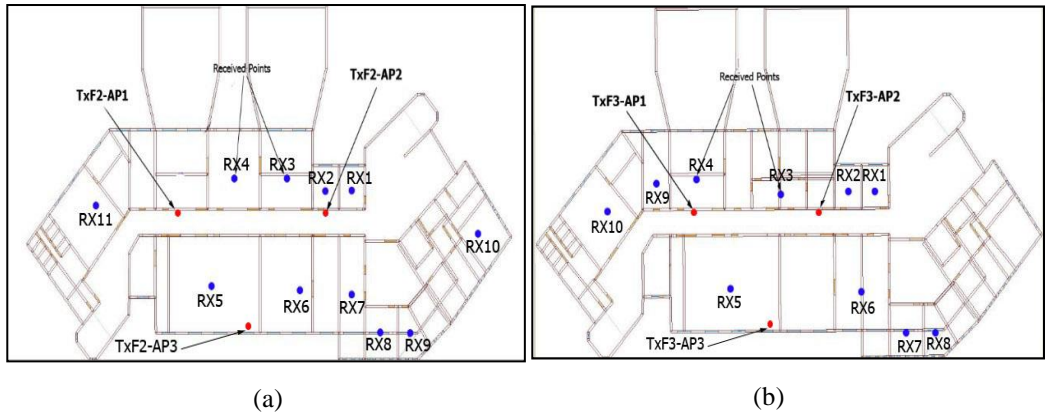 Received Points
TxF2-AP2
TxF2-AP1
RX4
RX3
RX2
RX1
RX11
RX10
RX5
RX6
RX7
TxF2-AP3
RX8
RX9
(a)
Received Points
TxF3-AP1
TxF3-AP2
RX4
RX3
RX2
RX1
RX9
RX10
RX5
RX6
TxF3-AP3
RX7
RX8
(b)